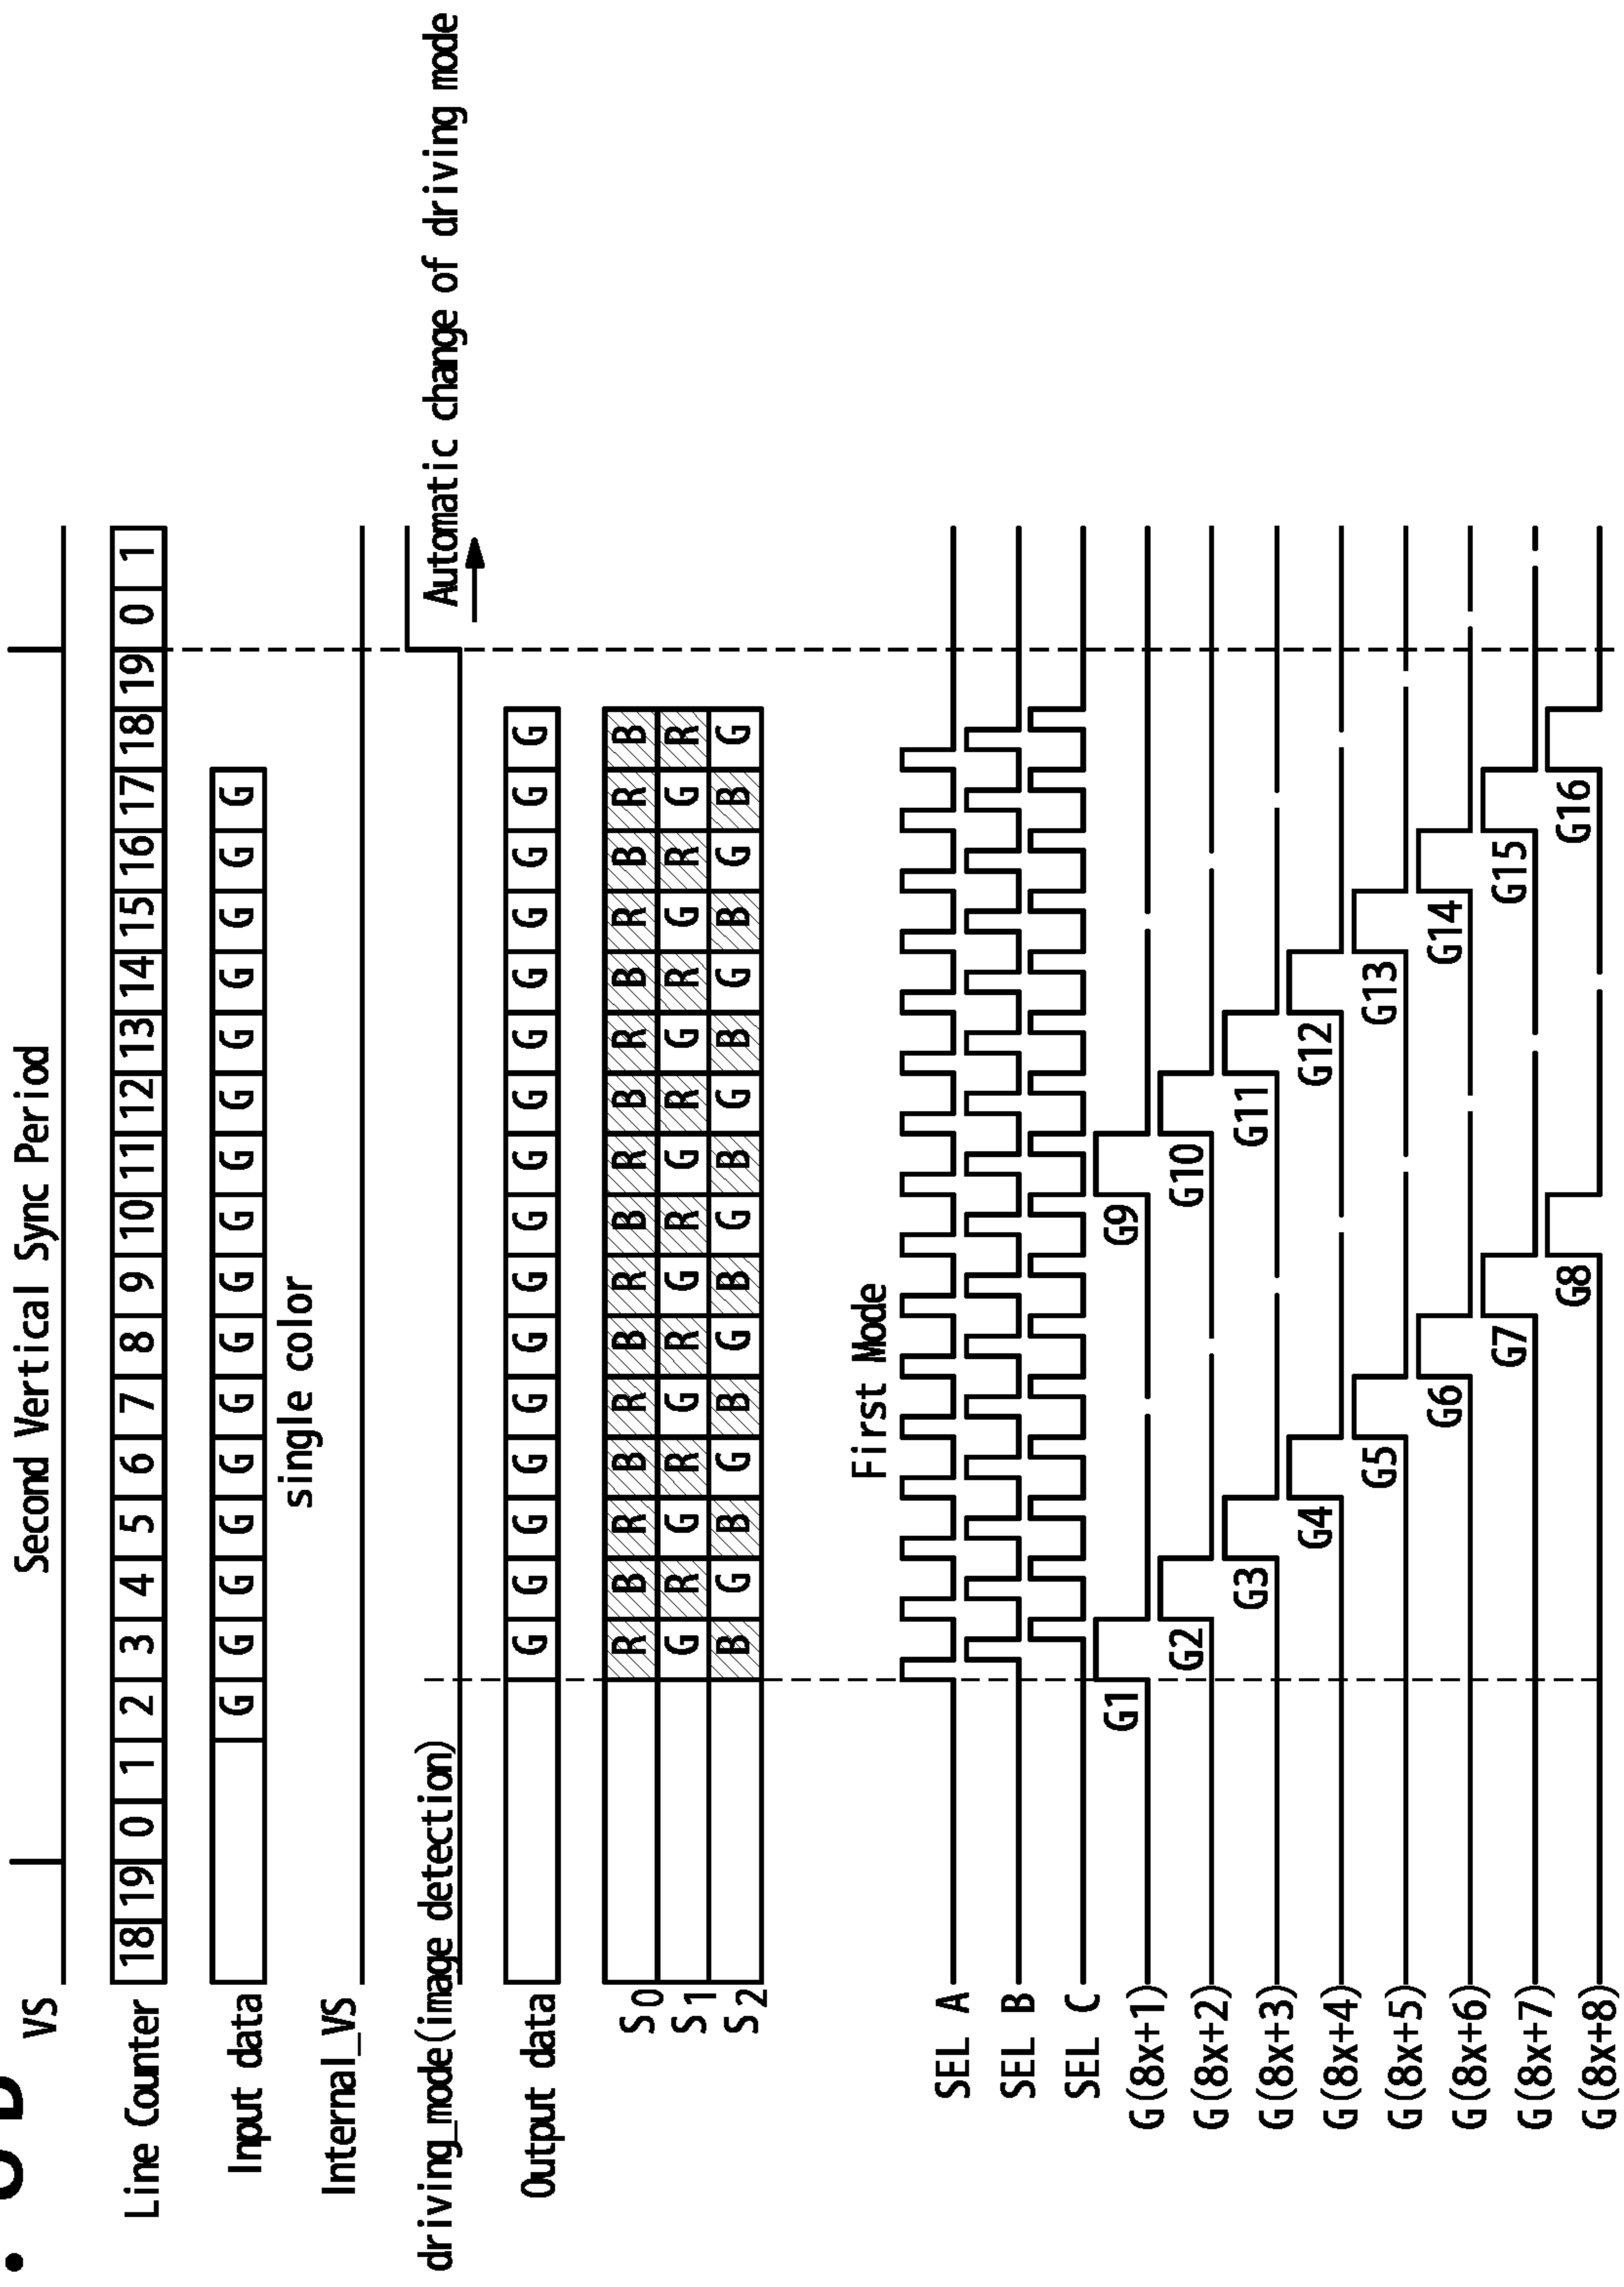 Second Vertical Sync Period
VS
Line Counter 18 19 0 1 2 3 4 5 6 7 8 9 10 11 12 13 14 15 16 17 18 19 0 1
Input data G G G G G G G G G G G G G G G G
single color
Internal_VS
driving_mode(image detection)
Automatic change of driving mode
Output data G G G G G G G G G G G G G G G G
S0 R B R B R B R B R B R B R B R B
S1 G R G R G R G R G R G R G R G R
S2 B G B G B G B G B G B G B G B G
First Mode
SEL A
SEL B
SEL C
G(8x+1) G1 G9
G(8x+2) G2 G10
G(8x+3) G3 G11
G(8x+4) G4 G12
G(8x+5) G5 G13
G(8x+6) G6 G14
G(8x+7) G7 G15
G(8x+8) G8 G16